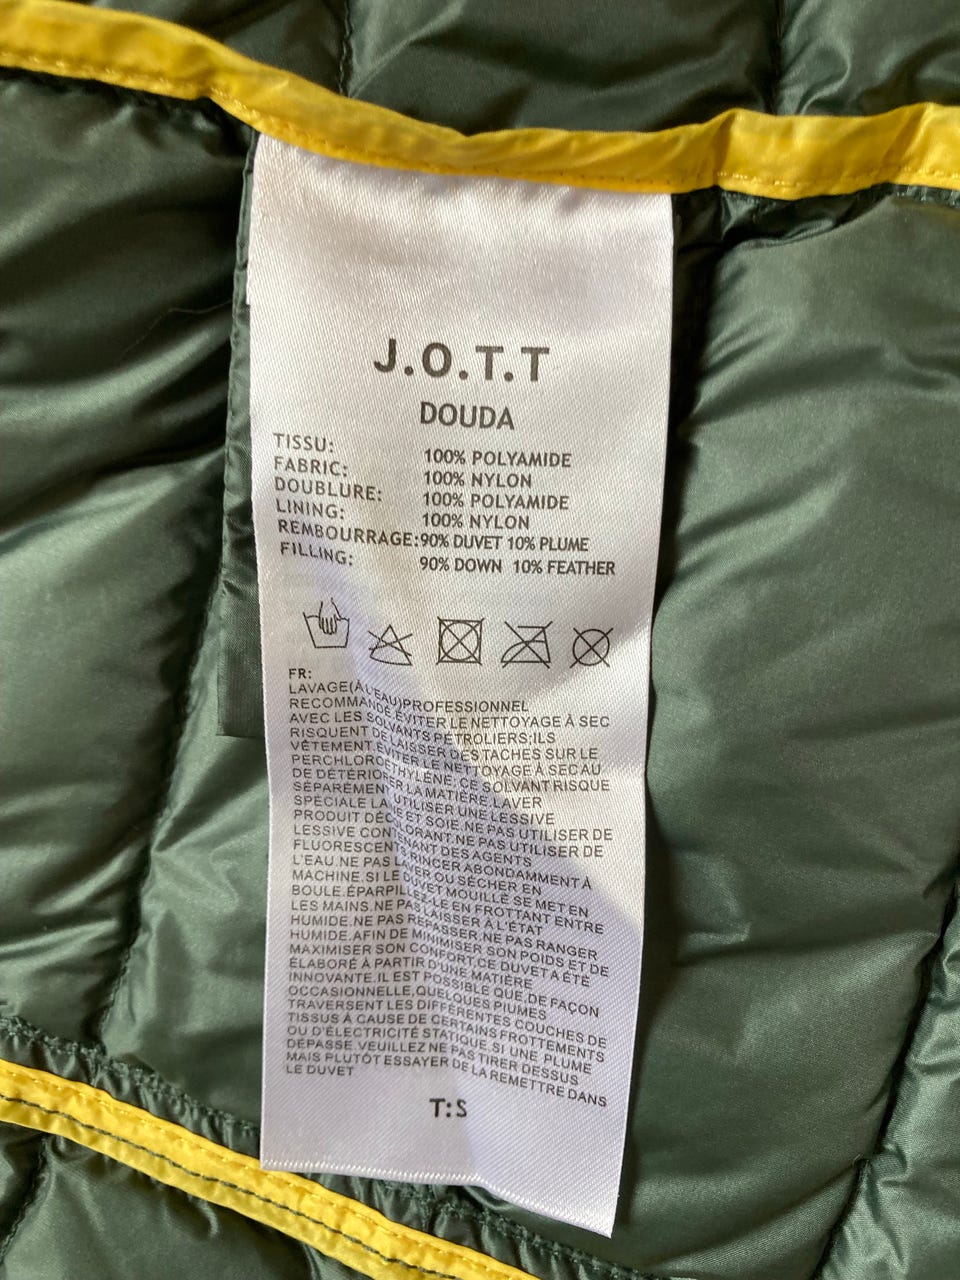 J.O.T.T
DOUDA
TISSU: 100% POLYAMIDE
FABRIC: 100% NYLON
DOUBLURE: 100% POLYAMIDE
LINING: 100% NYLON
REMBOURRAGE: 90% DUVET 10% PLUME
FILLING: 90% DOWN 10% FEATHER
FR:
LAVAGE(À L'EAU)PROFESSIONNEL
RECOMMANDÉ.ÉVITER LE NETTOYAGE À SEC
AVEC LES SOLVANTS PÉTROLIERS:ILS
RISQUENT DE LAISSER DES TACHES SUR LE
VÊTEMENT.ÉVITER LE NETTOYAGE À SEC AU
PERCHLOROÉTHYLÈNE: CE SOLVANT RISQUE
DE DÉTÉRIORER LA MATIÈRE.LAVER
SÉPARÉMENT UTILISER UNE LESSIVE
SPÉCIALE LAINE ET SOIE.NE PAS UTILISER DE
PRODUIT DÉCOLORANT.NE PAS UTILISER DE
LESSIVE CONTENANT DES AGENTS
FLUORESCENTS RINCER ABONDAMMENT À
L'EAU.NE PAS LAVER OU SÉCHER EN
MACHINE.SI LE DUVET MOUILLÉ SE MET EN
BOULE.ÉPARPILLEZ-LE EN FROTTANT ENTRE
LES MAINS.NE PAS LAISSER À L'ÉTAT
HUMIDE.NE PAS REPASSER.NE PAS RANGER
HUMIDE.AFIN DE MINIMISER SON POIDS ET DE
MAXIMISER SON CONFORT,CE DUVET A ÉTÉ
ÉLABORÉ À PARTIR D'UNE MATIÈRE
INNOVANTE.IL EST POSSIBLE QUE,DE FAÇON
OCCASIONNELLE,QUELQUES PLUMES
TRAVERSENT LES DIFFÉRENTES COUCHES DE
TISSUS À CAUSE DE CERTAINS FROTTEMENTS
OU D'ÉLECTRICITÉ STATIQUE.SI UNE PLUME
DÉPASSE.VEUILLEZ NE PAS TIRER DESSUS
MAIS PLUTÔT ESSAYER DE LA REMETTRE DANS
LE DUVET
T:S